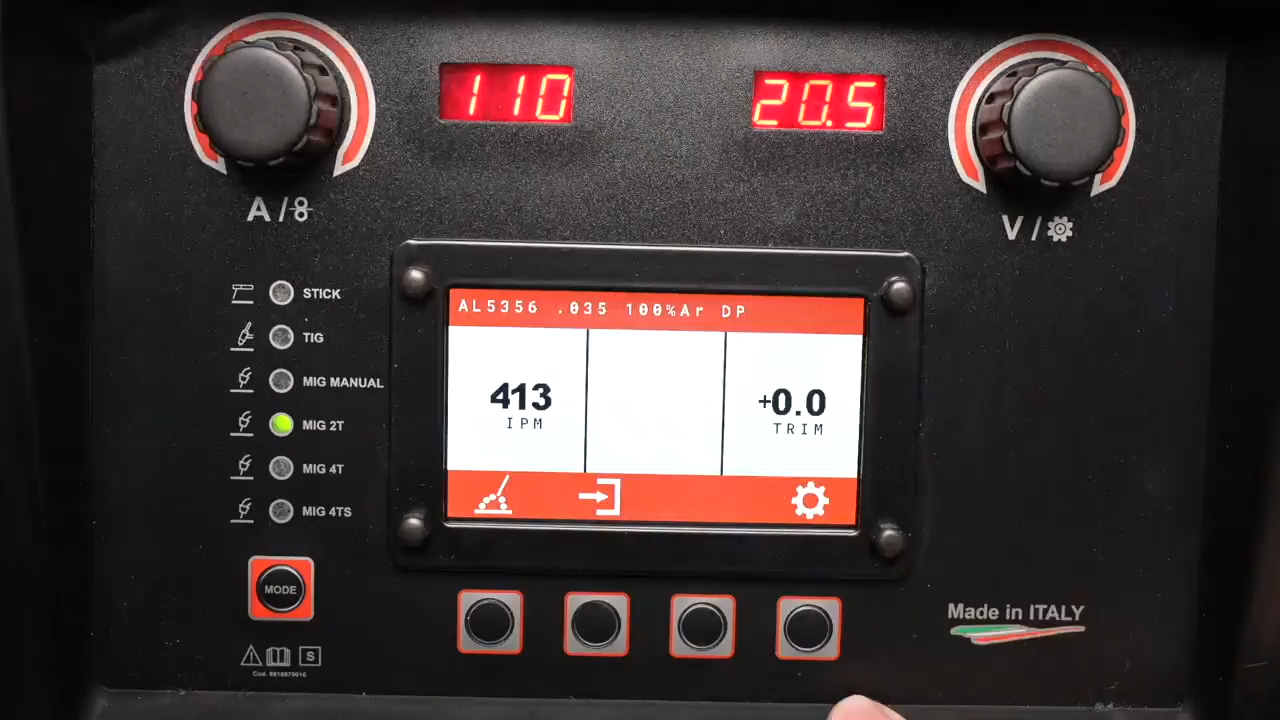 110
20.5
A /
V /
STICK
TIG
MIG MANUAL
MIG 2T
MIG 4T
MIG 4TS
AL5356 .035 100%Ar DP
413
IPM
+0.0
TRIM
MODE
S
Made in ITALY